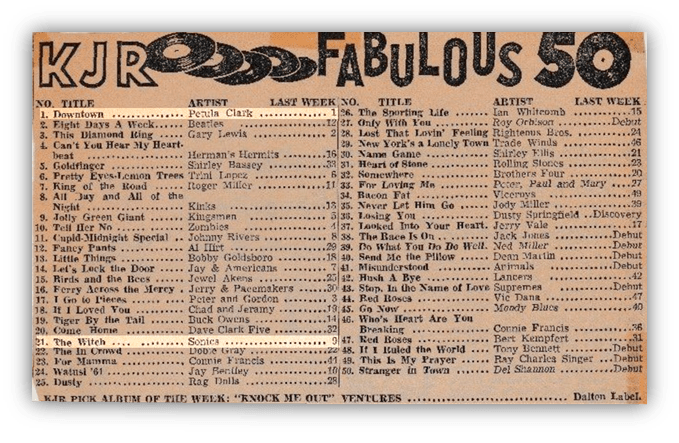 KJR FABULOUS 50
NO. TITLE ARTIST LAST WEEK
1. Downtown Petula Clark 1
2. Eight Days A Week Beatles 12
3. This Diamond Ring Gary Lewis 2
4. Can't You Hear My Heart-
beat Herman's Hermits 16
5. Goldfinger Shirley Bassey 33
6. Pretty Eyes-Lemon Trees Trini Lopez 6
7. King of the Road Roger Miller 11
8. All Day and All of the
Night Kinks 13
9. Jolly Green Giant Kingsmen 5
10. Tell Her No Zombies 4
11. Cupid-Midnight Special Johnny Rivers 8
12. Fancy Pants Al Hirt 29
13. Little Things Bobby Goldsboro 18
14. Let's Lock the Door Jay & Americans 7
15. Birds and the Bees Jewel Akens 25
16. Ferry Across the Mercy Jerry & Pacemakers 30
17. I Go to Pieces Peter and Gordon 3
18. If I Loved You Chad and Jeramy 19
19. Tiger By the Tail Buck Owens 14
20. Come Home Dave Clark Five 32
21. The Witch Sonics 9
22. The In Crowd Dobie Gray 22
23. For Mamma Connie Francis 44
24. Watusi '64 Jay Bentley 10
25. Dusty Rag Dolls 28
NO. TITLE ARTIST LAST WEEK
26. The Sporting Life Ian Whitcomb 15
27. Only With You Roy Orbison Debut
28. Lost That Lovin' Feeling Righteous Bros. 24
29. New York's a Lonely Town Trade Winds 46
30. Name Game Shirley Ellis 21
31. Heart of Stone Rolling Stones 23
32. Somewhere Brothers Four 20
33. For Loving Me Peter, Paul and Mary 27
34. Bacon Fat Viceroys 49
35. Never Let Him Go Jody Miller 39
36. Losing You Dusty Springfield Discovery
37. Looked Into Your Heart. Jerry Vale 17
38. The Race Is On Jack Jones Debut
39. Do What You Do Do Well. Ned Miller Debut
40. Send Me the Pillow Dean Martin Debut
41. Misunderstood Animals Debut
42. Hush A Bye Lancers 42
43. Stop, In the Name of Love Supremes Debut
44. Red Roses Vic Dana 47
45. Go Now Moody Blues 40
46. Who's Heart Are You
Breaking Connie Francis 36
47. Red Roses Bert Kempfert 31
48. If I Ruled the World Tony Bennett Debut
49. This Is My Prayer Ray Charles Singer Debut
50. Stranger in Town Del Shannon Debut
KJR PICK ALBUM OF THE WEEK: "KNOCK ME OUT" VENTURES Dalton Label.